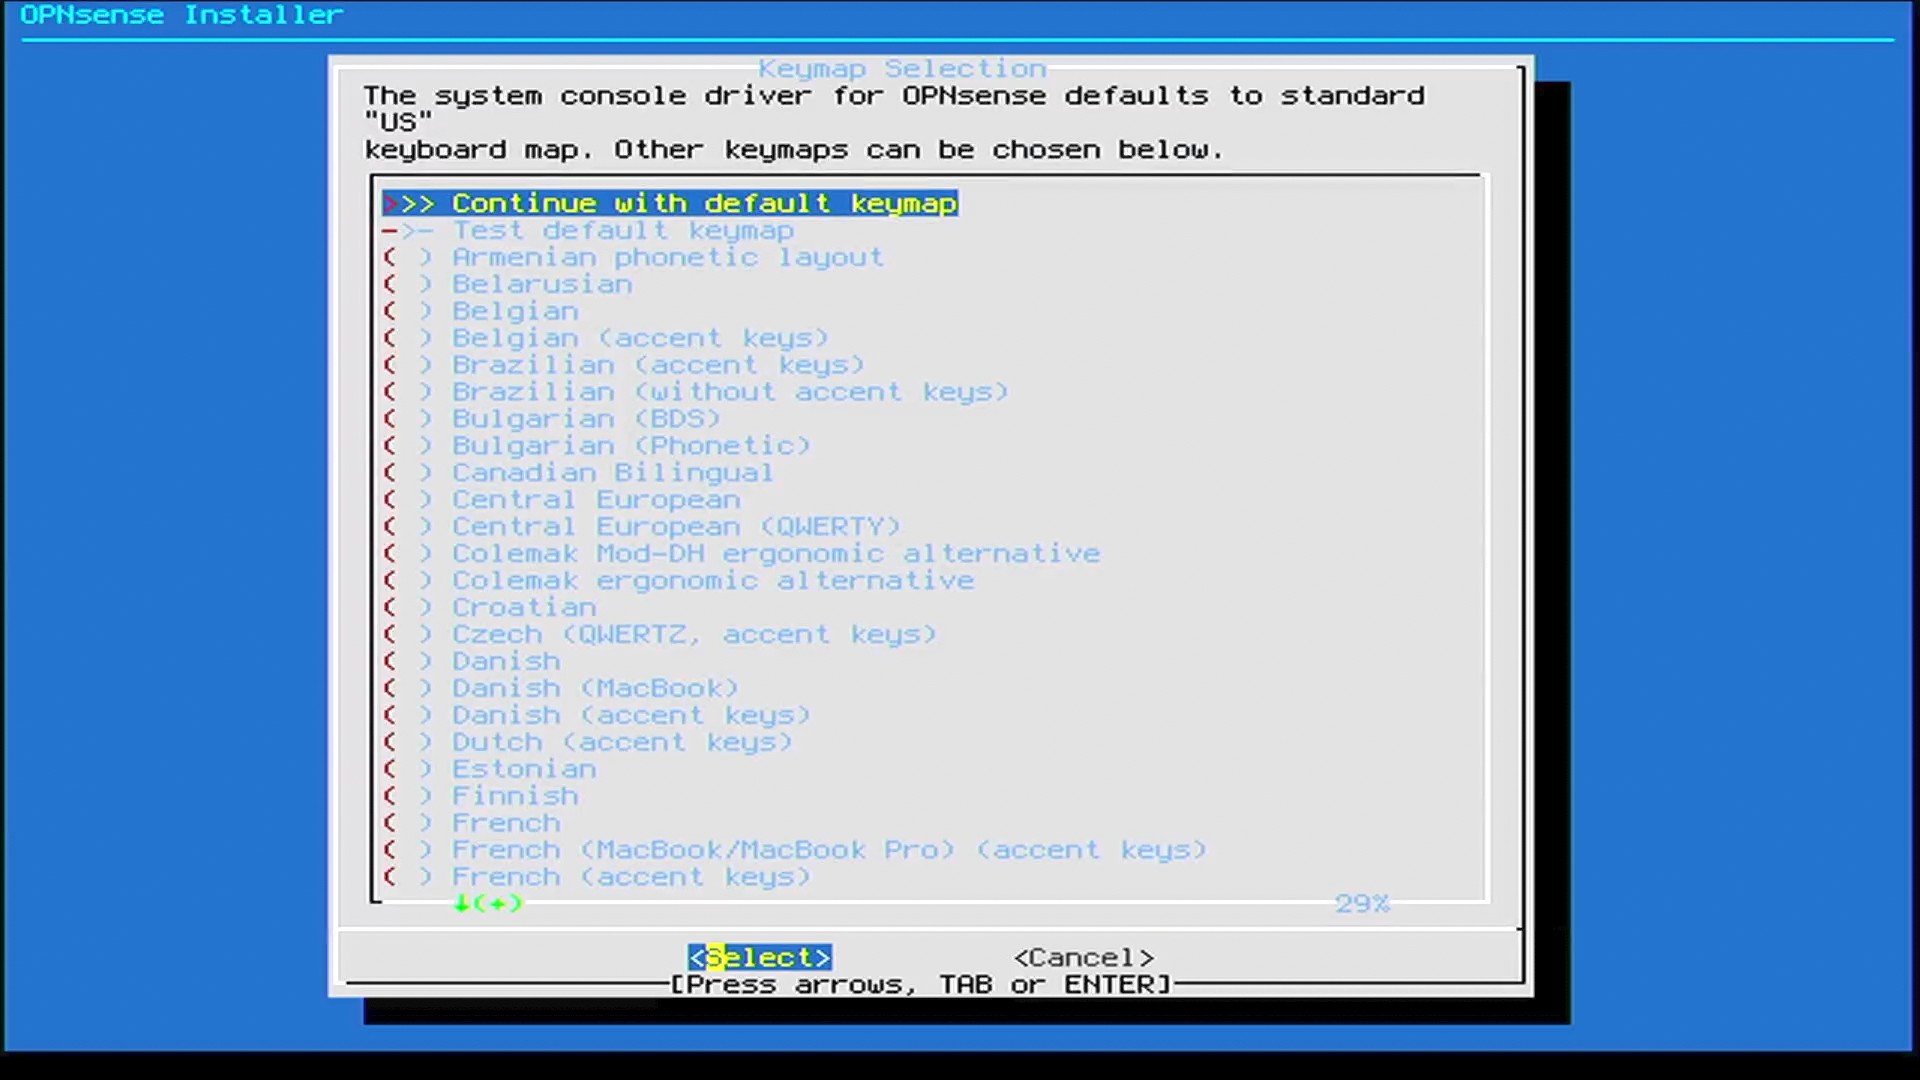 OPNsense Installer
Keymap Selection
The system console driver for OPNsense defaults to standard
"US"
keyboard map. Other keymaps can be chosen below.
>>> Continue with default keymap
->- Test default keymap
( ) Armenian phonetic layout
( ) Belarusian
( ) Belgian
( ) Belgian (accent keys)
( ) Brazilian (accent keys)
( ) Brazilian (without accent keys)
( ) Bulgarian (BDS)
( ) Bulgarian (Phonetic)
( ) Canadian Bilingual
( ) Central European
( ) Central European (QWERTY)
( ) Colemak Mod-DH ergonomic alternative
( ) Colemak ergonomic alternative
( ) Croatian
( ) Czech (QWERTZ, accent keys)
( ) Danish
( ) Danish (MacBook)
( ) Danish (accent keys)
( ) Dutch (accent keys)
( ) Estonian
( ) Finnish
( ) French
( ) French (MacBook/MacBook Pro) (accent keys)
( ) French (accent keys)
↓(+) 29%
<Select> <Cancel>
[Press arrows, TAB or ENTER]